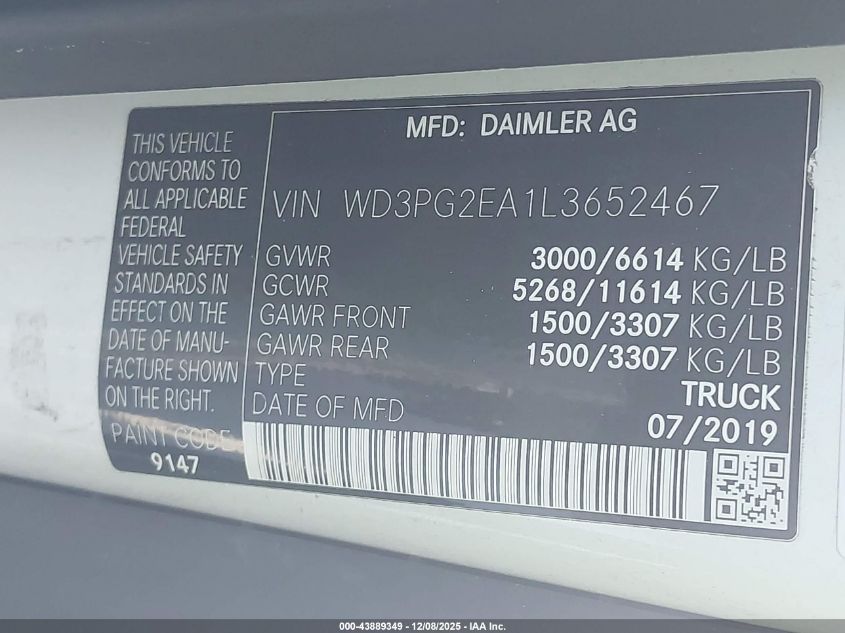 MFD: DAIMLER AG
THIS VEHICLE
CONFORMS TO
ALL APPLICABLE
FEDERAL
VEHICLE SAFETY
STANDARDS IN
EFFECT ON THE
DATE OF MANU-
FACTURE SHOWN
ON THE RIGHT.
PAINT CODE
9147
VIN WD3PG2EA1L3652467
GVWR 3000/6614 KG/LB
GCWR 5268/11614 KG/LB
GAWR FRONT 1500/3307 KG/LB
GAWR REAR 1500/3307 KG/LB
TYPE TRUCK
DATE OF MFD 07/2019
000-43889349 - 12/08/2025 - IAA Inc.